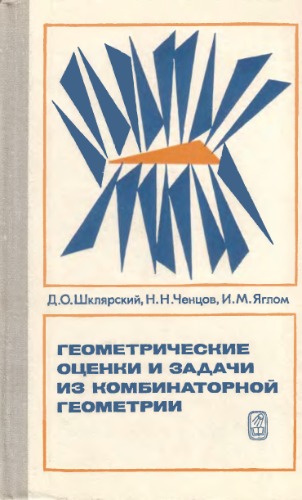 Д.О.Шклярский, Н.Н.Ченцов, И.М.Яглом
ГЕОМЕТРИЧЕСКИЕ
ОЦЕНКИ И ЗАДАЧИ
ИЗ КОМБИНАТОРНОЙ
ГЕОМЕТРИИ